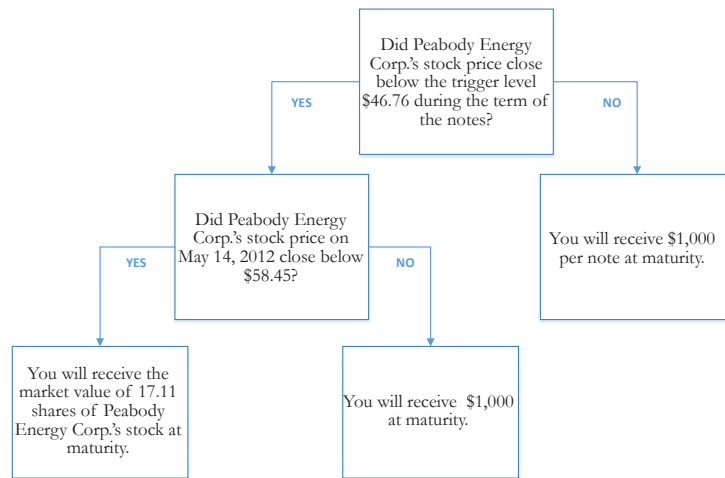 Did Peabody Energy
Corp.'s stock price close
below the trigger level
$46.76 during the term of
the notes?
YES
NO
Did Peabody Energy
Corp.'s stock price on
May 14, 2012 close below
$58.45?
You will receive $1,000
per note at maturity.
YES
NO
You will receive the
market value of 17.11
shares of Peabody
Energy Corp.'s stock at
maturity.
You will receive $1,000
at maturity.